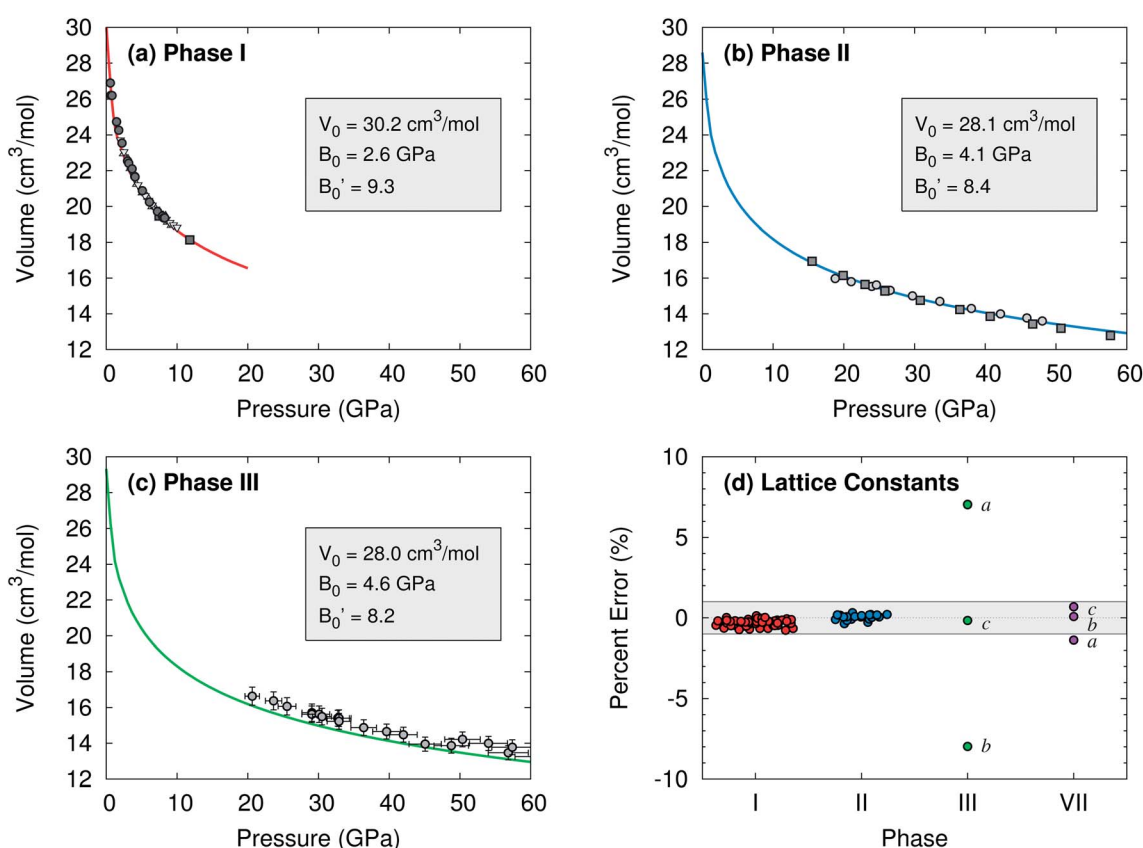 (a) Phase I
V0 = 30.2 cm3/mol
B0 = 2.6 GPa
B0' = 9.3
Volume (cm3/mol)
30
28
26
24
22
20
18
16
14
12
0 10 20 30 40 50 60
Pressure (GPa)
(b) Phase II
V0 = 28.1 cm3/mol
B0 = 4.1 GPa
B0' = 8.4
Volume (cm3/mol)
30
28
26
24
22
20
18
16
14
12
0 10 20 30 40 50 60
Pressure (GPa)
(c) Phase III
V0 = 28.0 cm3/mol
B0 = 4.6 GPa
B0' = 8.2
Volume (cm3/mol)
30
28
26
24
22
20
18
16
14
12
0 10 20 30 40 50 60
Pressure (GPa)
(d) Lattice Constants
Percent Error (%)
10
5
0
-5
-10
a
c
b
c
b
a
I II III VII
Phase